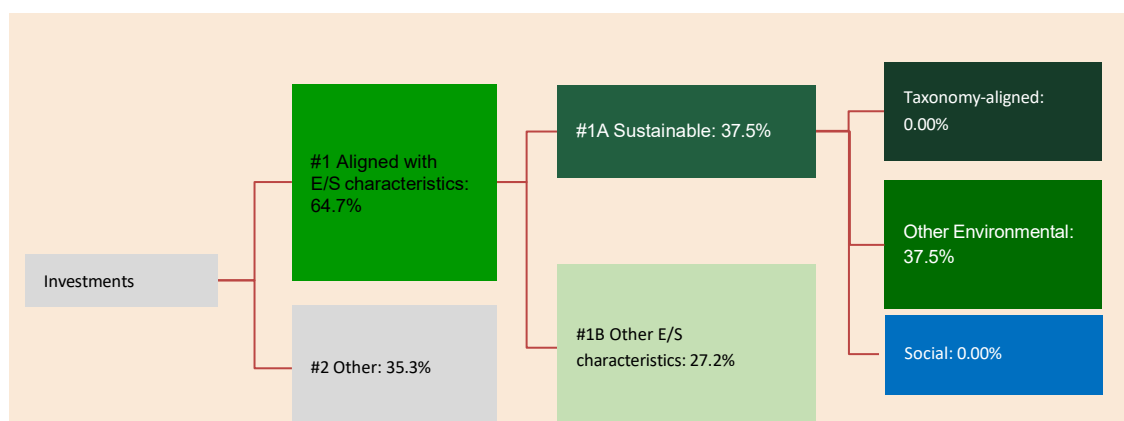 Investments
#1 Aligned with
E/S characteristics:
64.7%
#2 Other: 35.3%
#1A Sustainable: 37.5%
#1B Other E/S
characteristics: 27.2%
Taxonomy-aligned:
0.00%
Other Environmental:
37.5%
Social: 0.00%